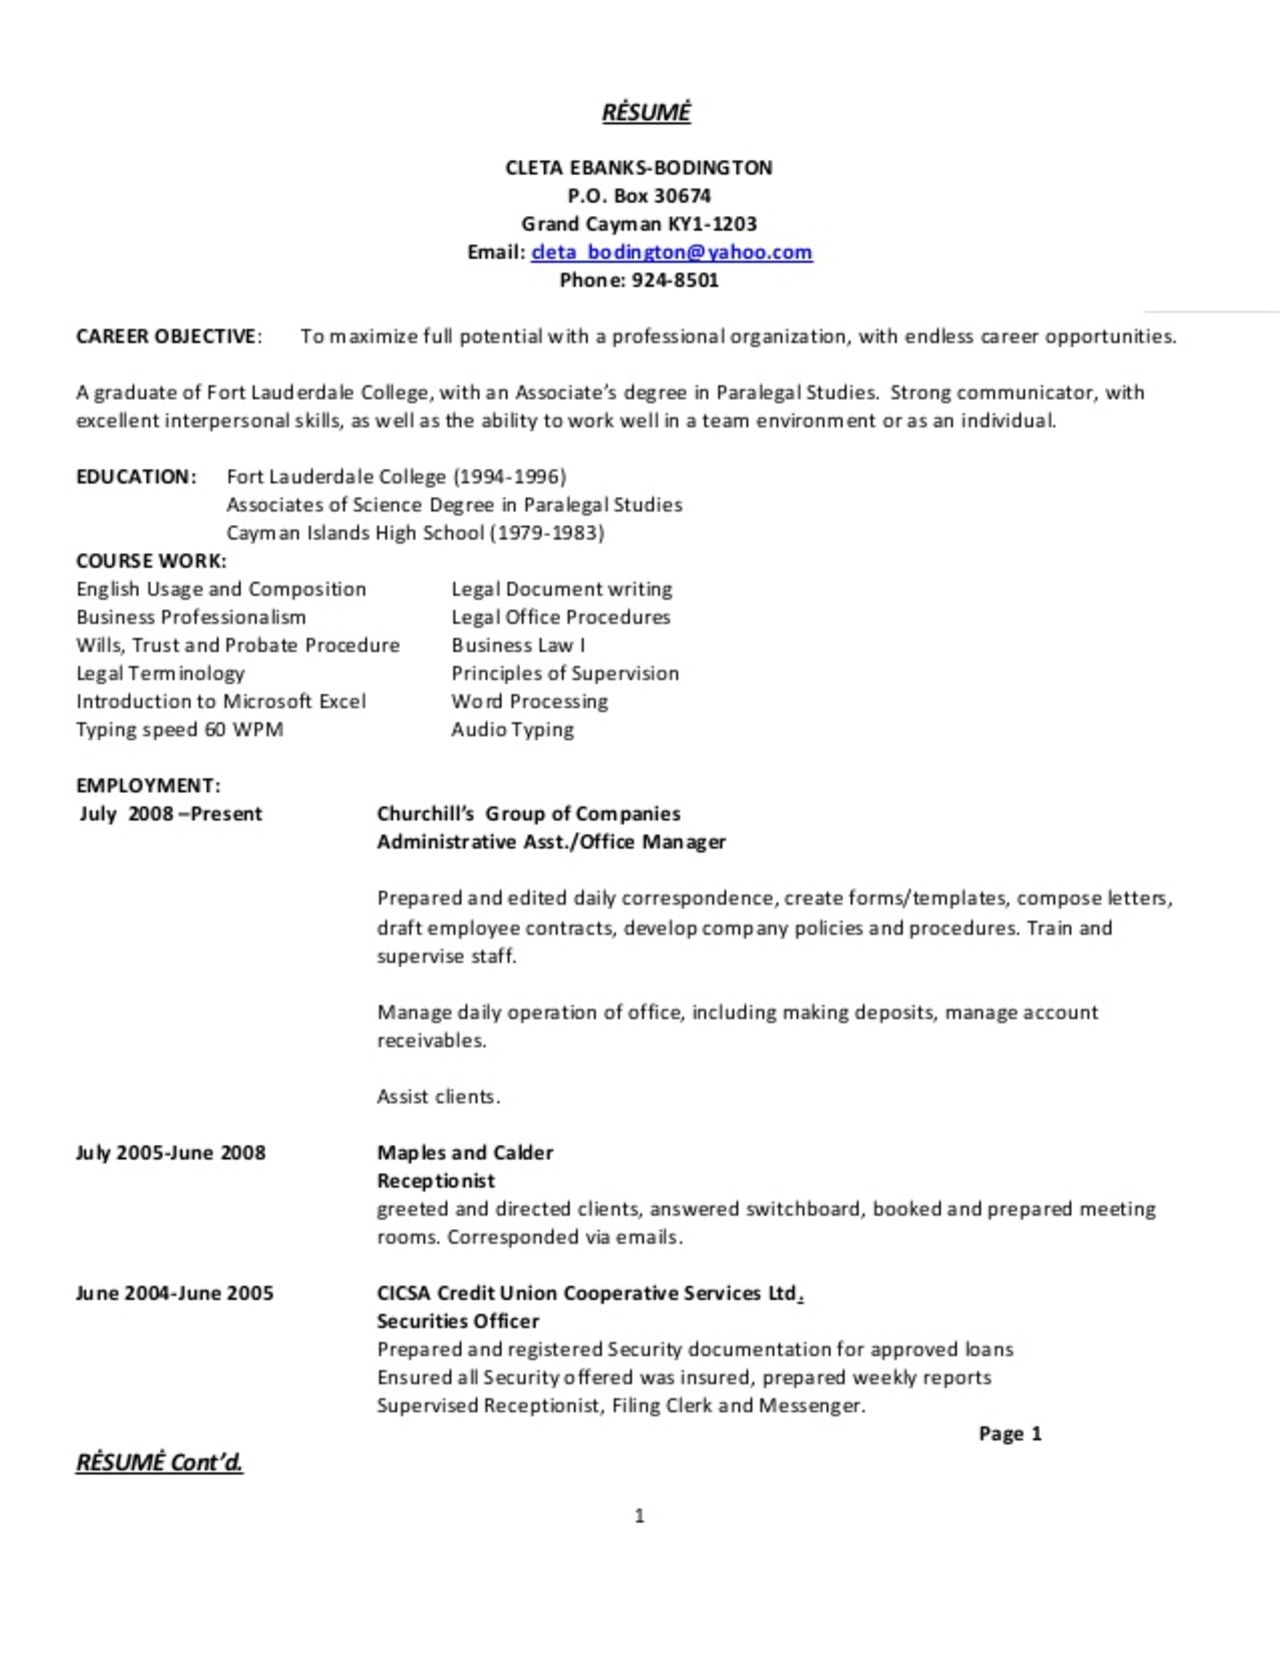 RĖSUMĖ
CLETA EBANKS-BODINGTON
P.O. Box 30674
Grand Cayman KY1-1203
Email: cleta_bodington@yahoo.com
Phone: 924-8501
CAREER OBJECTIVE: To maximize full potential with a professional organization, with endless career opportunities.
A graduate of Fort Lauderdale College, with an Associate’s degree in Paralegal Studies. Strong communicator, with
excellent interpersonal skills, as well as the ability to work well in a team environment or as an individual.
EDUCATION: Fort Lauderdale College (1994-1996)
Associates of Science Degree in Paralegal Studies
Cayman Islands High School (1979-1983)
COURSE WORK:
English Usage and Composition Legal Document writing
Business Professionalism Legal Office Procedures
Wills, Trust and Probate Procedure Business Law I
Legal Terminology Principles of Supervision
Introduction to Microsoft Excel Word Processing
Typing speed 60 WPM Audio Typing
EMPLOYMENT:
July 2008 –Present Churchill’s Group of Companies
Administrative Asst./Office Manager
Prepared and edited daily correspondence, create forms/templates, compose letters,
draft employee contracts, develop company policies and procedures. Train and
supervise staff.
Manage daily operation of office, including making deposits, manage account
receivables.
Assist clients.
July 2005-June 2008 Maples and Calder
Receptionist
greeted and directed clients, answered switchboard, booked and prepared meeting
rooms. Corresponded via emails.
June 2004-June 2005 CICSA Credit Union Cooperative Services Ltd.
Securities Officer
Prepared and registered Security documentation for approved loans
Ensured all Security offered was insured, prepared weekly reports
Supervised Receptionist, Filing Clerk and Messenger.
Page 1
RĖSUMĖ Cont’d.
1